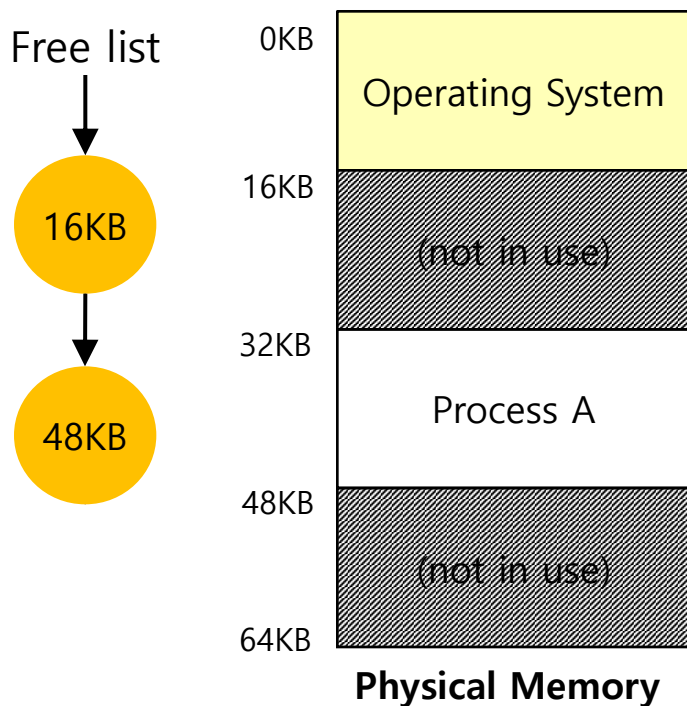 Free list
16KB
48KB
0KB
Operating System
16KB
(not in use)
32KB
Process A
48KB
(not in use)
64KB
Physical Memory